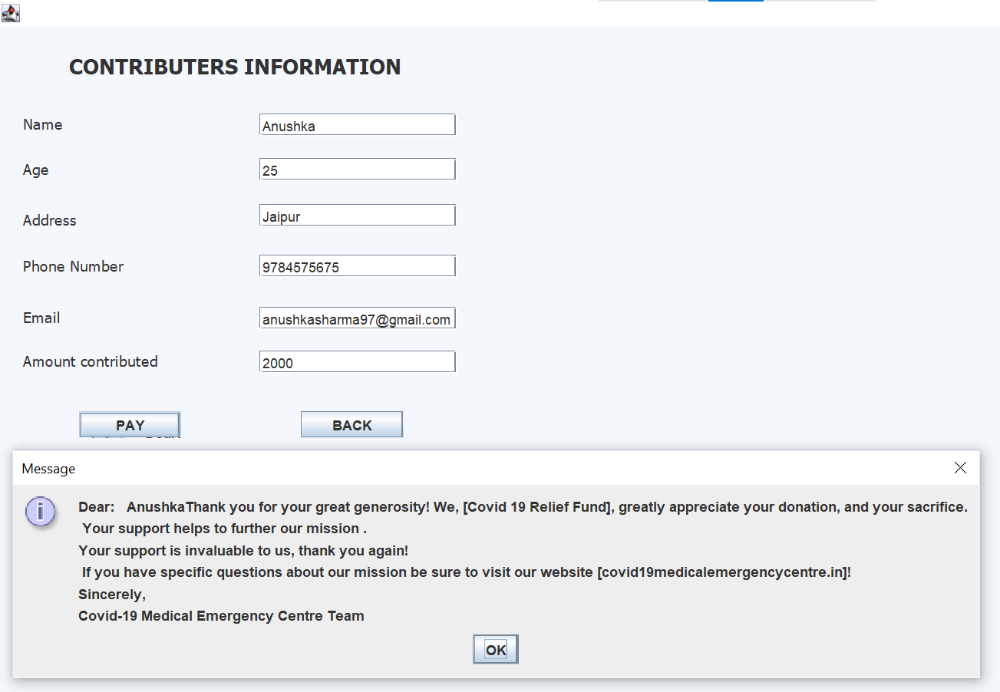 CONTRIBUTERS INFORMATION
Name
Anushka
Age
25
Address
Jaipur
Phone Number
9784575675
Email
anushkasharma97@gmail.com
Amount contributed
2000
PAY
BACK
Message
Dear: AnushkaThank you for your great generosity! We, [Covid 19 Relief Fund], greatly appreciate your donation, and your sacrifice.
Your support helps to further our mission .
Your support is invaluable to us, thank you again!
If you have specific questions about our mission be sure to visit our website [covid19medicalemergencycentre.in]!
Sincerely,
Covid-19 Medical Emergency Centre Team
OK